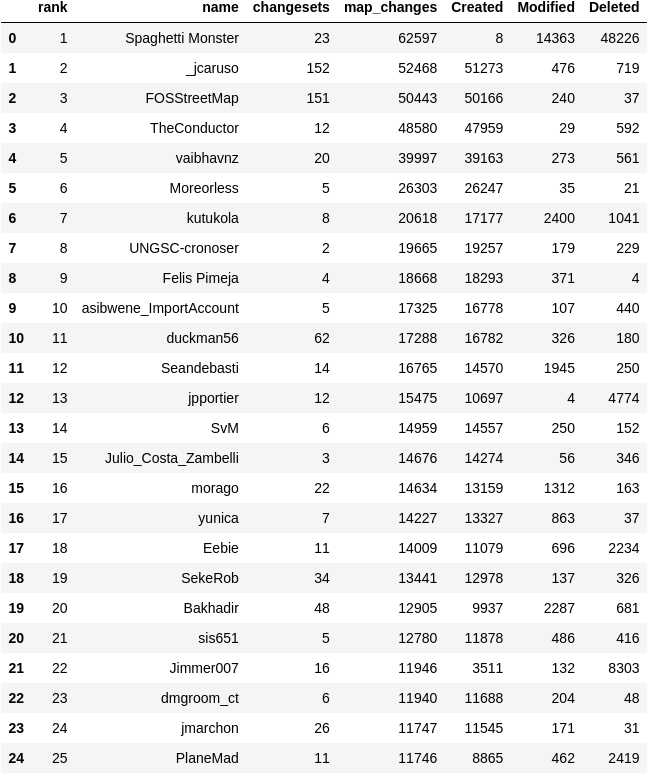 rank name changesets map_changes Created Modified Deleted
0 1 Spaghetti Monster 23 62597 8 14363 48226
1 2 _jcaruso 152 52468 51273 476 719
2 3 FOSStreetMap 151 50443 50166 240 37
3 4 TheConductor 12 48580 47959 29 592
4 5 vaibhavnz 20 39997 39163 273 561
5 6 Moreorless 5 26303 26247 35 21
6 7 kutukola 8 20618 17177 2400 1041
7 8 UNGSC-cronoser 2 19665 19257 179 229
8 9 Felis Pimeja 4 18668 18293 371 4
9 10 asibwene_ImportAccount 5 17325 16778 107 440
10 11 duckman56 62 17288 16782 326 180
11 12 Seandebasti 14 16765 14570 1945 250
12 13 jpportier 12 15475 10697 4 4774
13 14 SvM 6 14959 14557 250 152
14 15 Julio_Costa_Zambelli 3 14676 14274 56 346
15 16 morago 22 14634 13159 1312 163
16 17 yunica 7 14227 13327 863 37
17 18 Eebie 11 14009 11079 696 2234
18 19 SekeRob 34 13441 12978 137 326
19 20 Bakhadir 48 12905 9937 2287 681
20 21 sis651 5 12780 11878 486 416
21 22 Jimmer007 16 11946 3511 132 8303
22 23 dmgroom_ct 6 11940 11688 204 48
23 24 jmarchon 26 11747 11545 171 31
24 25 PlaneMad 11 11746 8865 462 2419